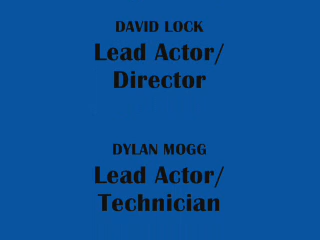 DAVID LOCK
Lead Actor/
Director
DYLAN MOGG
Lead Actor/
Technician